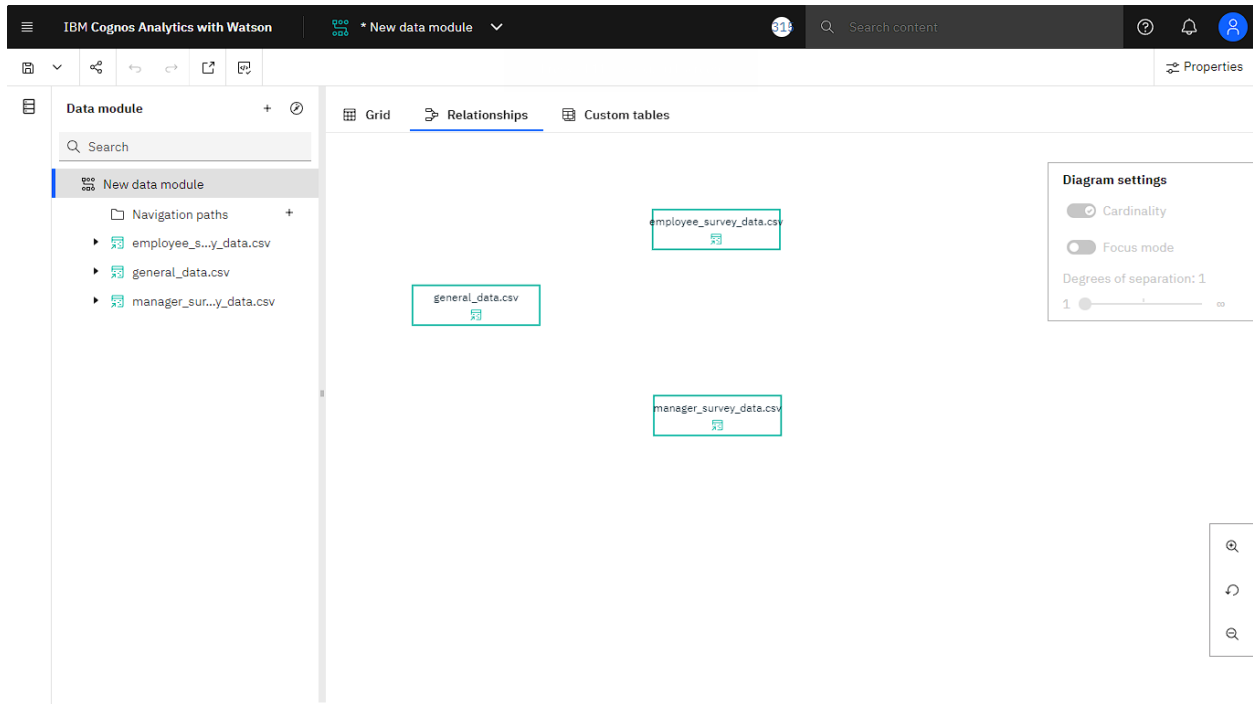 IBM Cognos Analytics with Watson
* New data module
Search content
Properties
Data module
Search
New data module
Navigation paths
employee_s...y_data.csv
general_data.csv
manager_sur...y_data.csv
Grid
Relationships
Custom tables
employee_survey_data.csv
general_data.csv
manager_survey_data.csv
Diagram settings
Cardinality
Focus mode
Degrees of separation: 1
1 ∞